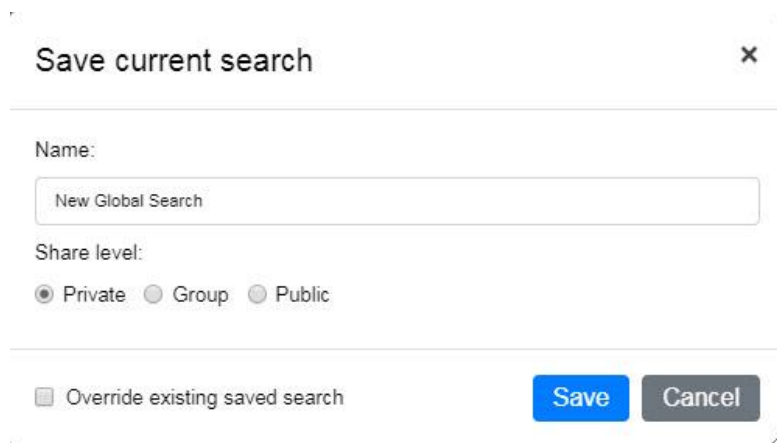 Save current search
Name:
New Global Search
Share level:
Private Group Public
Override existing saved search Save Cancel